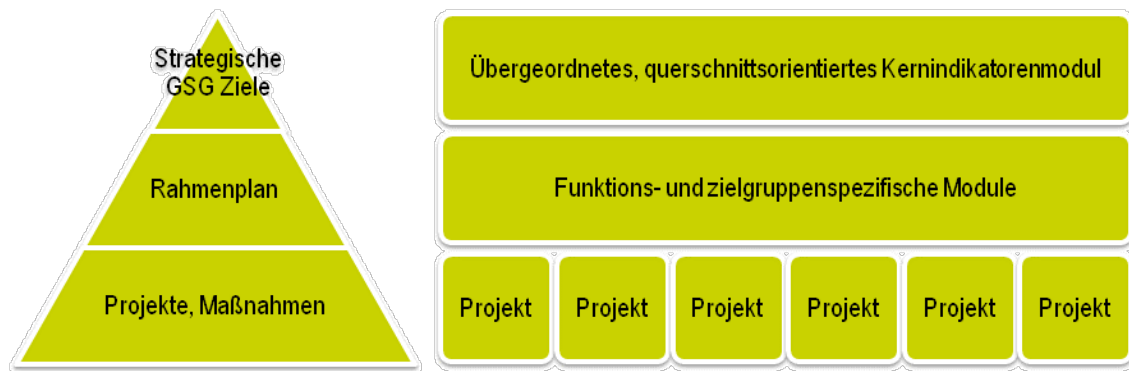 Strategische
GSG Ziele
Rahmenplan
Projekte, Maßnahmen
Übergeordnetes, querschnittsorientiertes Kernindikatorenmodul
Funktions- und zielgruppenspezifische Module
Projekt Projekt Projekt Projekt Projekt Projekt